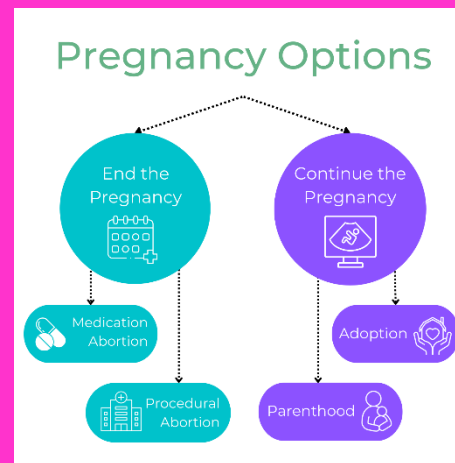 Pregnancy Options
End the
Pregnancy
Continue the
Pregnancy
Medication
Abortion
Adoption
Procedural
Abortion
Parenthood